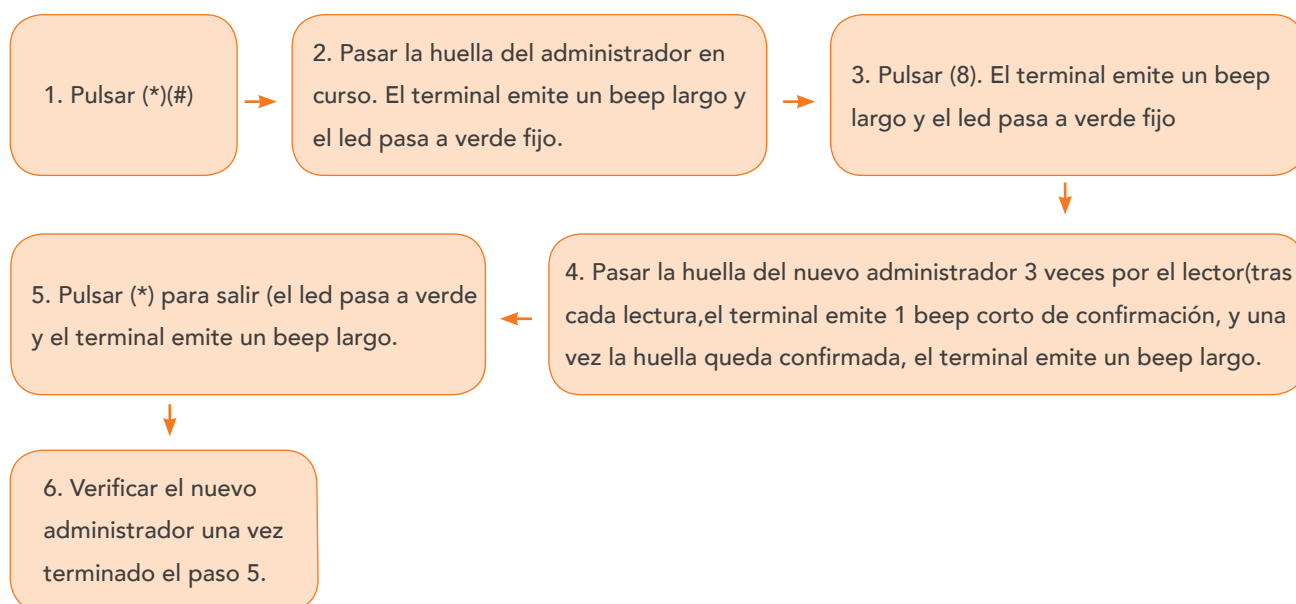 1. Pulsar (*)(#)
2. Pasar la huella del administrador en
curso. El terminal emite un beep largo y
el led pasa a verde fijo.
3. Pulsar (8). El terminal emite un beep
largo y el led pasa a verde fijo
4. Pasar la huella del nuevo administrador 3 veces por el lector(tras
cada lectura,el terminal emite 1 beep corto de confirmación, y una
vez la huella queda confirmada, el terminal emite un beep largo.
5. Pulsar (*) para salir (el led pasa a verde
y el terminal emite un beep largo.
6. Verificar el nuevo
administrador una vez
terminado el paso 5.